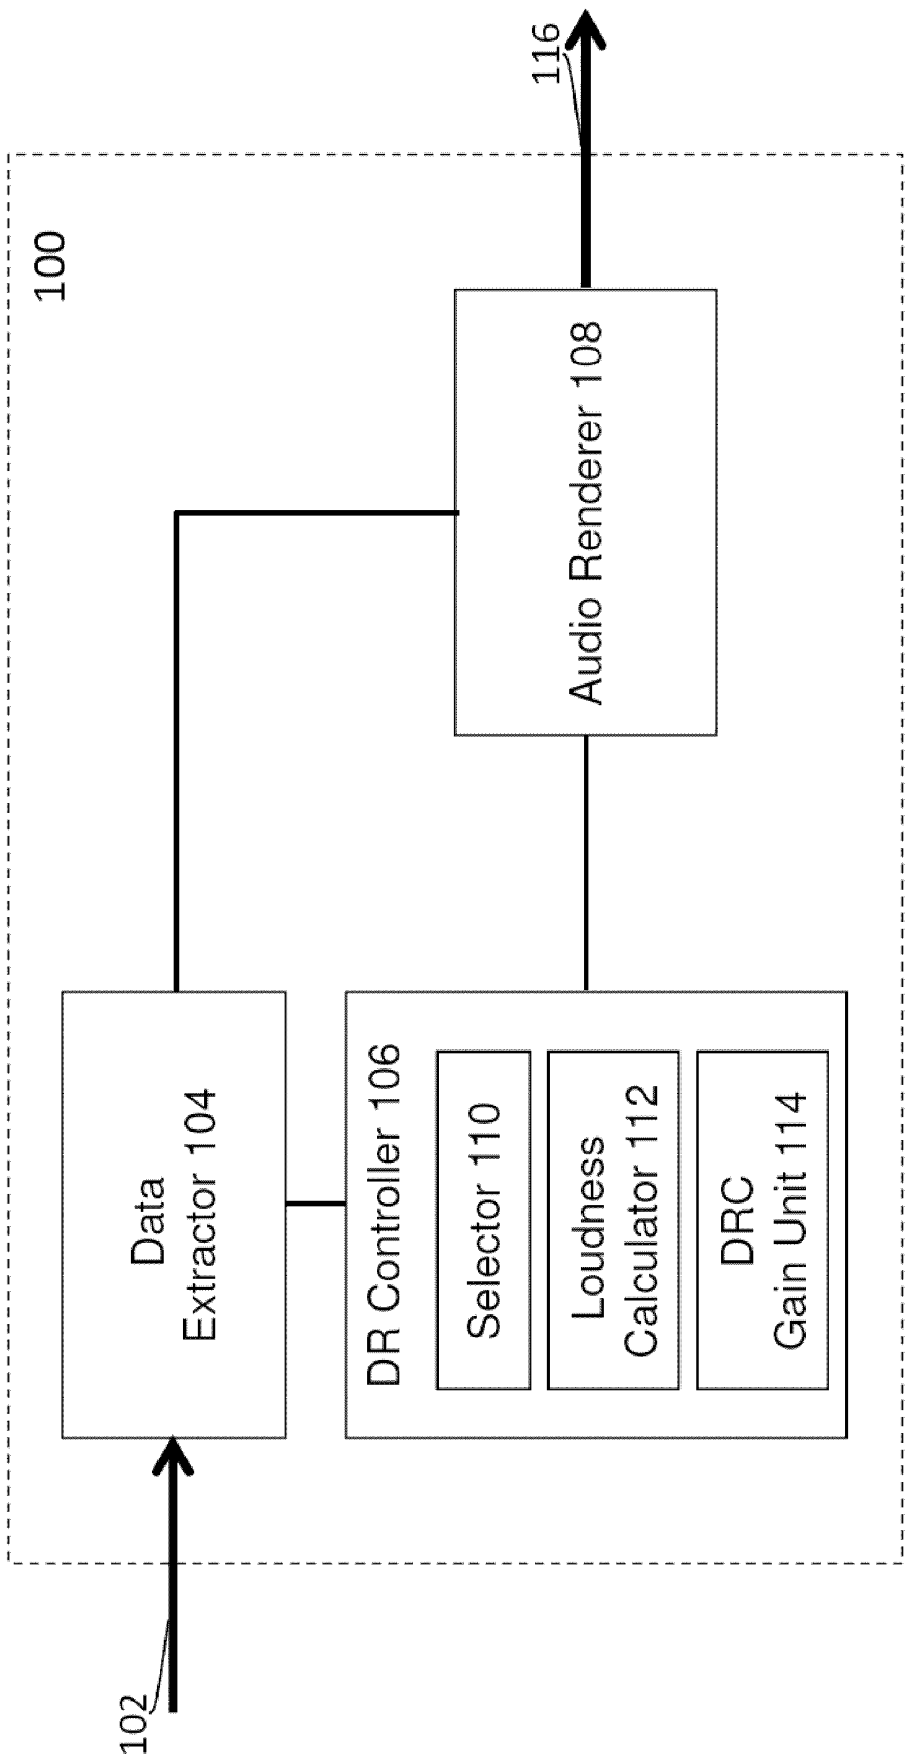 100
102
Data
Extractor 104
DR Controller 106
Selector 110
Loudness
Calculator 112
DRC
Gain Unit 114
Audio Renderer 108
116